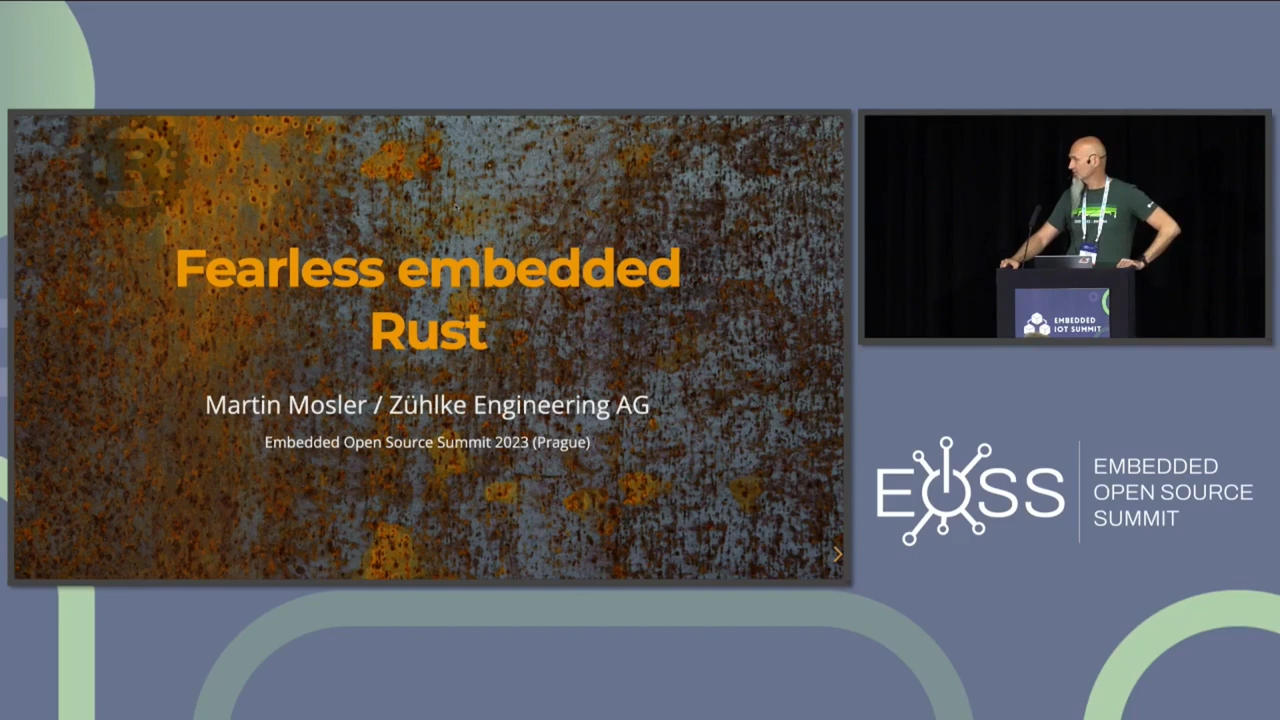 Fearless embedded
Rust
Martin Mosler / Zühlke Engineering AG
Embedded Open Source Summit 2023 (Prague)
R
EMBEDDED
IOT SUMMIT
EOSS
EMBEDDED
OPEN SOURCE
SUMMIT